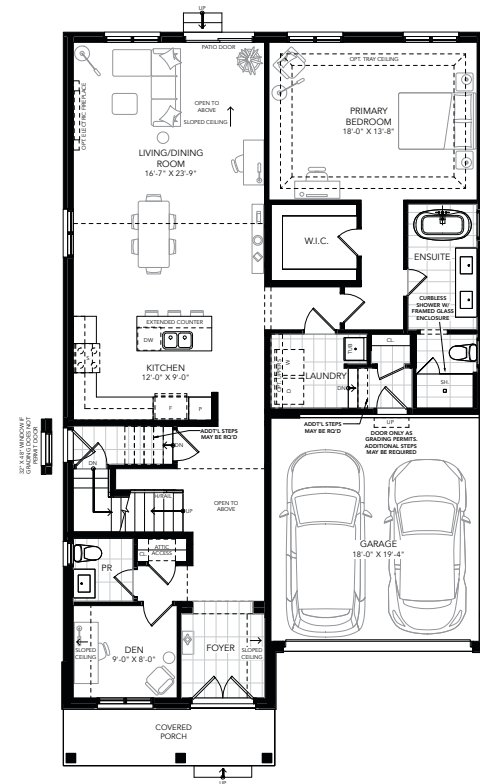 UP
PATIO DOOR
OPT. ELECTRIC FIREPLACE
OPEN TO
ABOVE
SLOPED CEILING
LIVING/DINING
ROOM
16'-7" X 23'-9"
OPT. TRAY CEILING
PRIMARY
BEDROOM
18'-0" X 13'-8"
W.I.C.
ENSUITE
CURBLESS
SHOWER W/
FRAMED GLASS
ENCLOSURE
EXTENDED COUNTER
DW
KITCHEN
12'-0" X 9'-0"
F
P
W
D
LAUNDRY
TUB
CL.
DN
SH.
ADDT'L STEPS
MAY BE RQ'D
UP
DOOR ONLY AS
GRADING PERMITS.
ADDITIONAL STEPS
MAY BE REQUIRED
32" X 48" WINDOW IF
GRADING DOES NOT
PERMIT DOOR
ADDT'L STEPS
MAY BE RQ'D
DN
DN
H/RAIL
UP
OPEN TO
ABOVE
GARAGE
18'-0" X 19'-4"
PR
CL.
ATTIC
ACCESS
SLOPED
CEILING
DEN
9'-0" X 8'-0"
FOYER
SLOPED
CEILING
COVERED
PORCH
UP